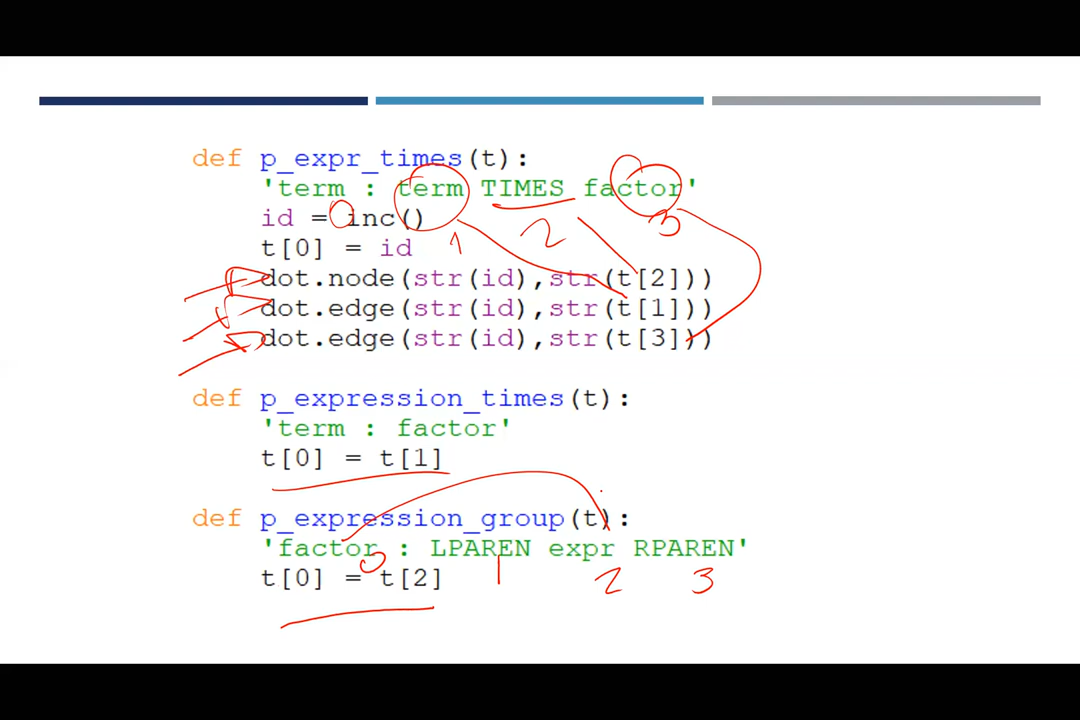 def p_expr_times(t):
'term : term TIMES factor'
id = inc()
0
1
2
3
t[0] = id
dot.node(str(id),str(t[2]))
dot.edge(str(id),str(t[1]))
dot.edge(str(id),str(t[3]))
def p_expression_times(t):
'term : factor'
t[0] = t[1]
def p_expression_group(t):
'factor : LPAREN expr RPAREN'
t[0] = t[2]
0
1
2
3